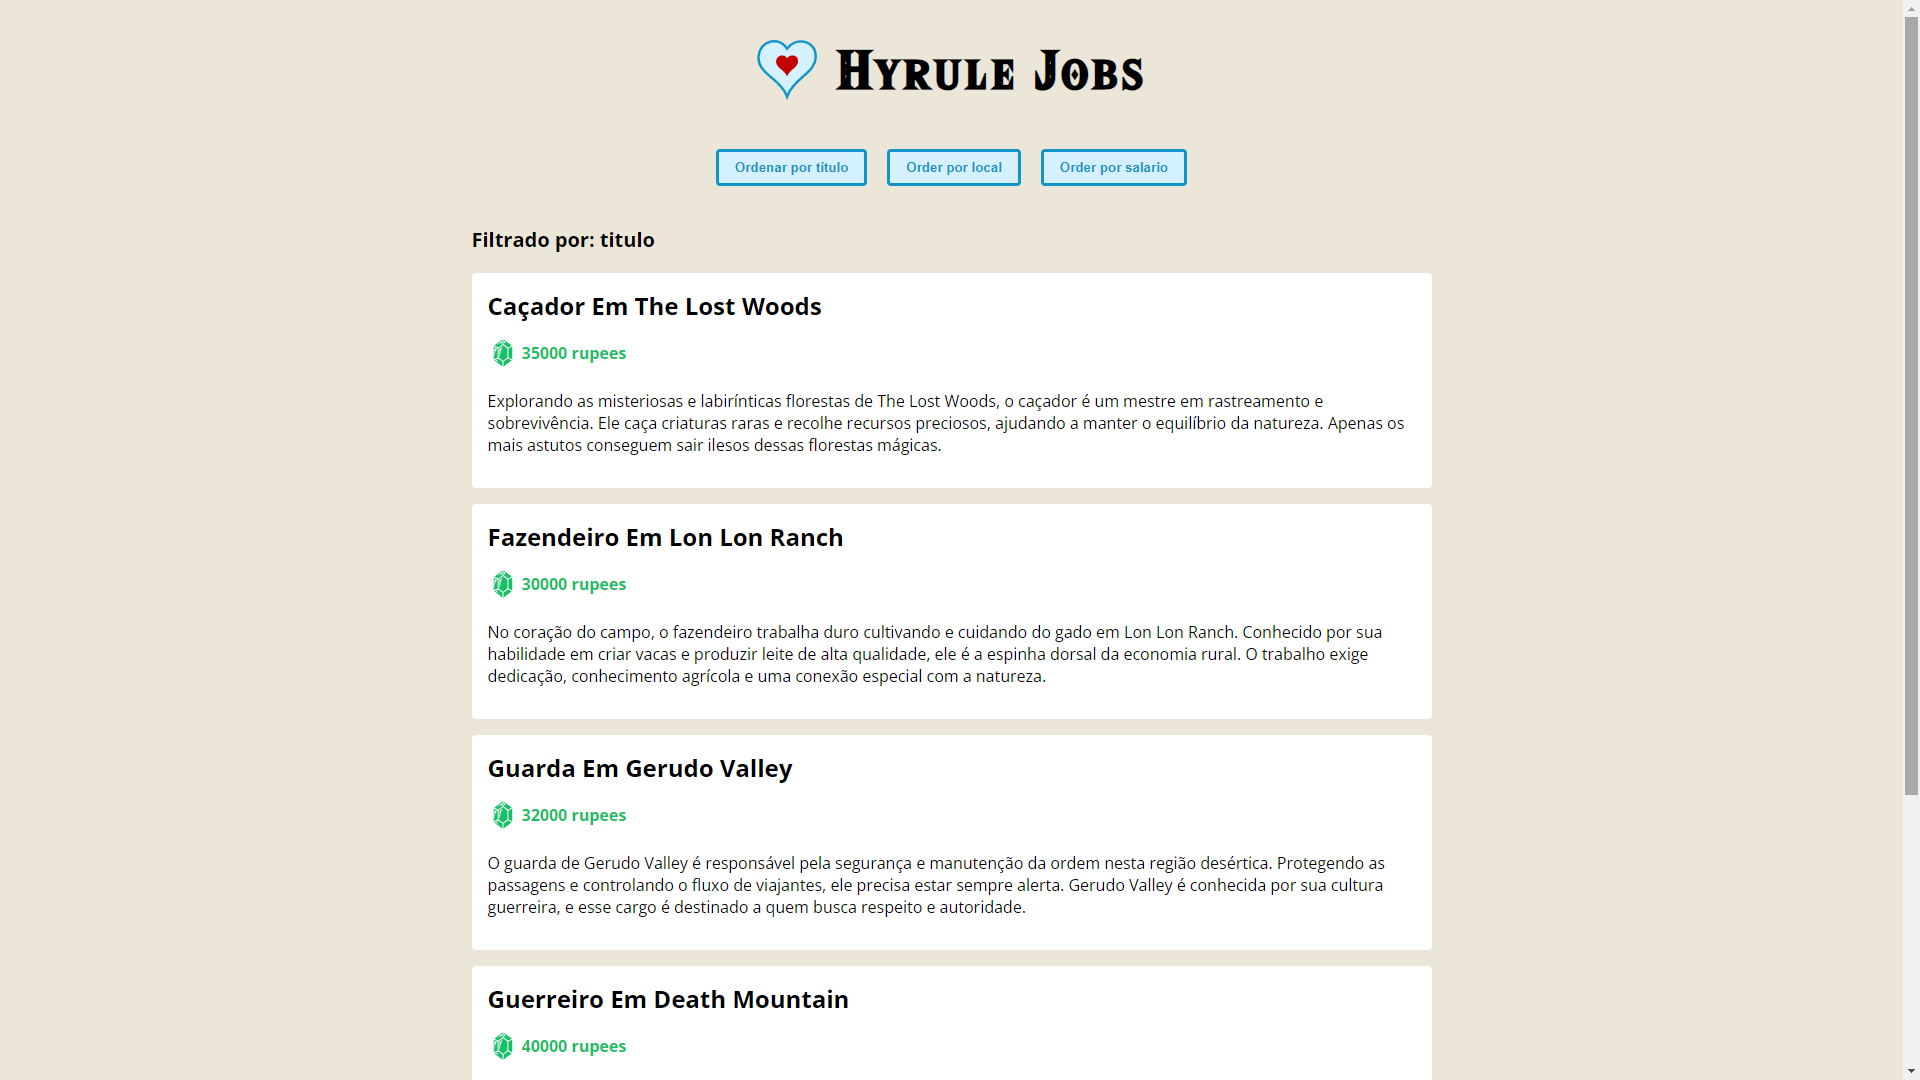 Hyrule Jobs
Ordenar por título
Order por local
Order por salario
Filtrado por: titulo
Caçador Em The Lost Woods
35000 rupees
Explorando as misteriosas e labirínticas florestas de The Lost Woods, o caçador é um mestre em rastreamento e
sobrevivência. Ele caça criaturas raras e recolhe recursos preciosos, ajudando a manter o equilíbrio da natureza. Apenas os
mais astutos conseguem sair ilesos dessas florestas mágicas.
Fazendeiro Em Lon Lon Ranch
30000 rupees
No coração do campo, o fazendeiro trabalha duro cultivando e cuidando do gado em Lon Lon Ranch. Conhecido por sua
habilidade em criar vacas e produzir leite de alta qualidade, ele é a espinha dorsal da economia rural. O trabalho exige
dedicação, conhecimento agrícola e uma conexão especial com a natureza.
Guarda Em Gerudo Valley
32000 rupees
O guarda de Gerudo Valley é responsável pela segurança e manutenção da ordem nesta região desértica. Protegendo as
passagens e controlando o fluxo de viajantes, ele precisa estar sempre alerta. Gerudo Valley é conhecida por sua cultura
guerreira, e esse cargo é destinado a quem busca respeito e autoridade.
Guerreiro Em Death Mountain
40000 rupees